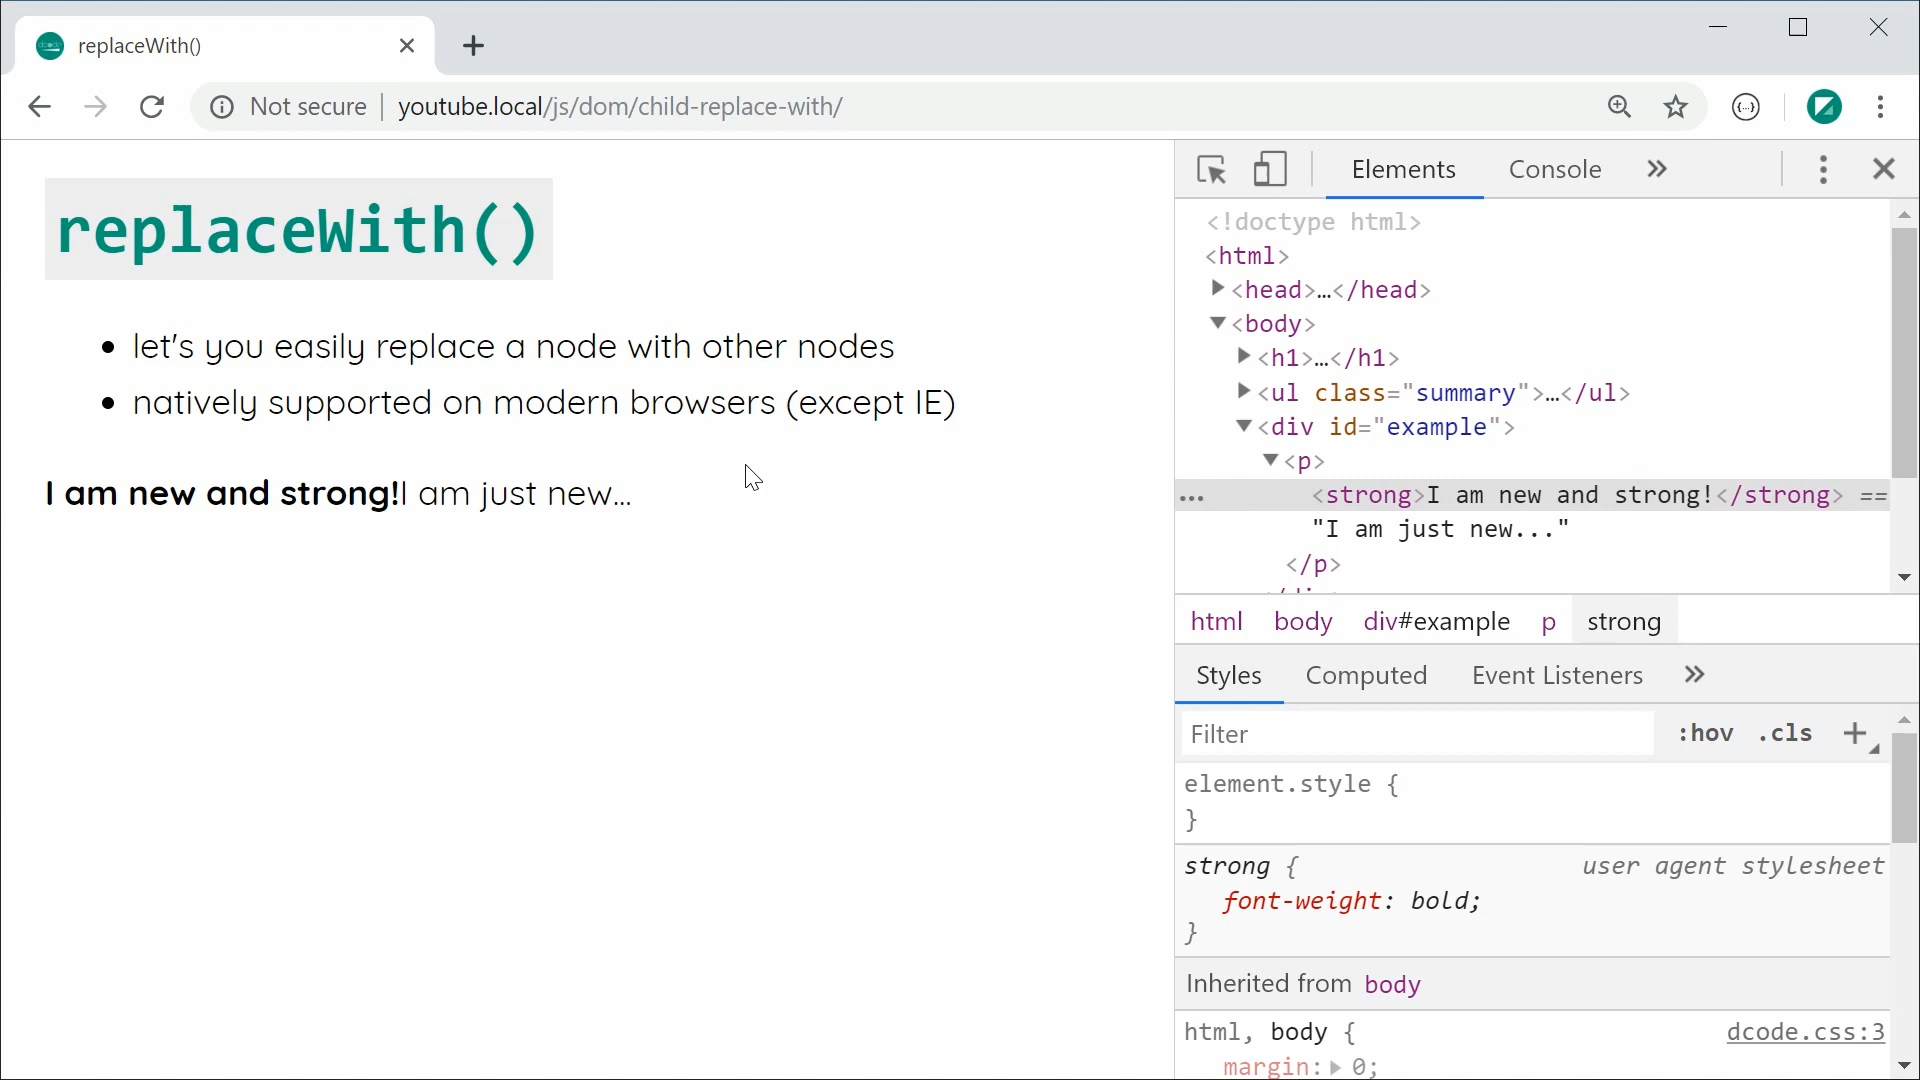 replaceWith()
Not secure | youtube.local/js/dom/child-replace-with/
replaceWith()
let's you easily replace a node with other nodes
natively supported on modern browsers (except IE)
I am new and strong!I am just new...
Elements Console
<!doctype html>
<html>
<head>…</head>
<body>
<h1>…</h1>
<ul class="summary">…</ul>
<div id="example">
<p>
... <strong>I am new and strong!</strong> ==
"I am just new..."
</p>
html body div#example p strong
Styles Computed Event Listeners
Filter :hov .cls +
element.style {
}
strong { user agent stylesheet
font-weight: bold;
}
Inherited from body
html, body { dcode.css:3
margin: 0;